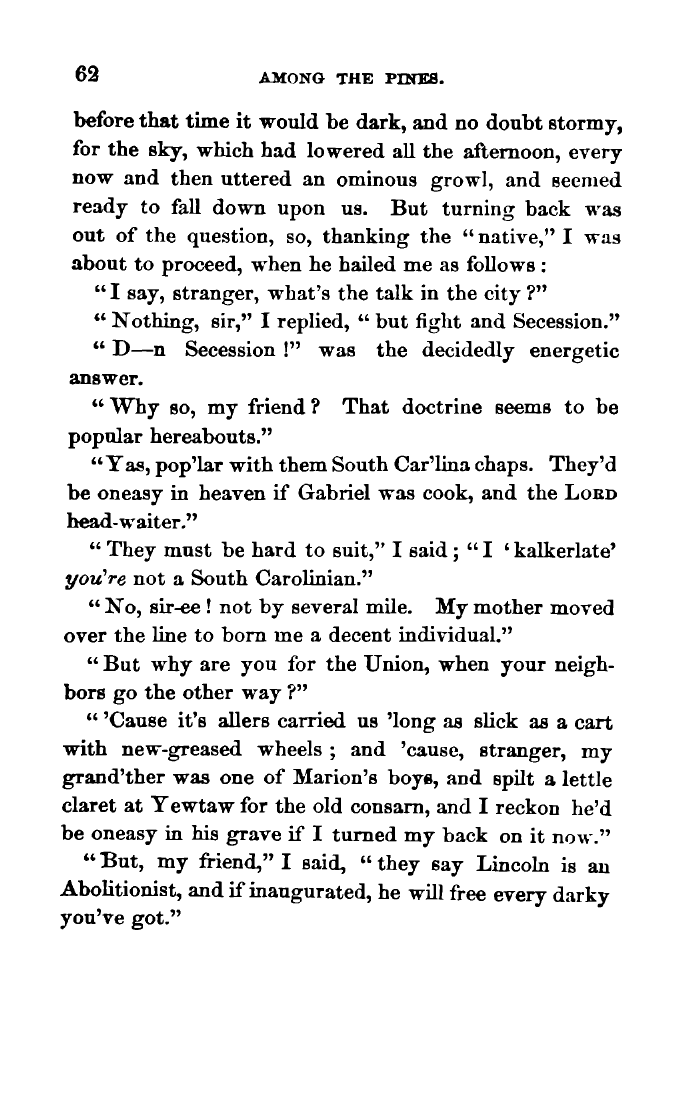 62 AMONG THE PINES.
before that time it would be dark, and no doubt stormy,
for the sky, which had lowered all the afternoon, every
now and then uttered an ominous growl, and seemed
ready to fall down upon us. But turning back was
out of the question, so, thanking the “native,” I was
about to proceed, when he hailed me as follows :
“I say, stranger, what’s the talk in the city ?”
“Nothing, sir,” I replied, “but fight and Secession.”
“D—n Secession !” was the decidedly energetic
answer.
“Why so, my friend ? That doctrine seems to be
popular hereabouts.”
“Yas, pop’lar with them South Car’lina chaps. They’d
be oneasy in heaven if Gabriel was cook, and the LORD
head-waiter.”
“They must be hard to suit,” I said ; “I ‘kalkerlate’
you’re not a South Carolinian.”
“No, sir-ee ! not by several mile. My mother moved
over the line to born me a decent individual.”
“But why are you for the Union, when your neigh-
bors go the other way ?”
“’Cause it’s allers carried us ’long as slick as a cart
with new-greased wheels ; and ’cause, stranger, my
grand’ther was one of Marion’s boys, and spilt a lettle
claret at Yewtaw for the old consarn, and I reckon he’d
be oneasy in his grave if I turned my back on it now.”
“But, my friend,” I said, “they say Lincoln is an
Abolitionist, and if inaugurated, he will free every darky
you’ve got.”